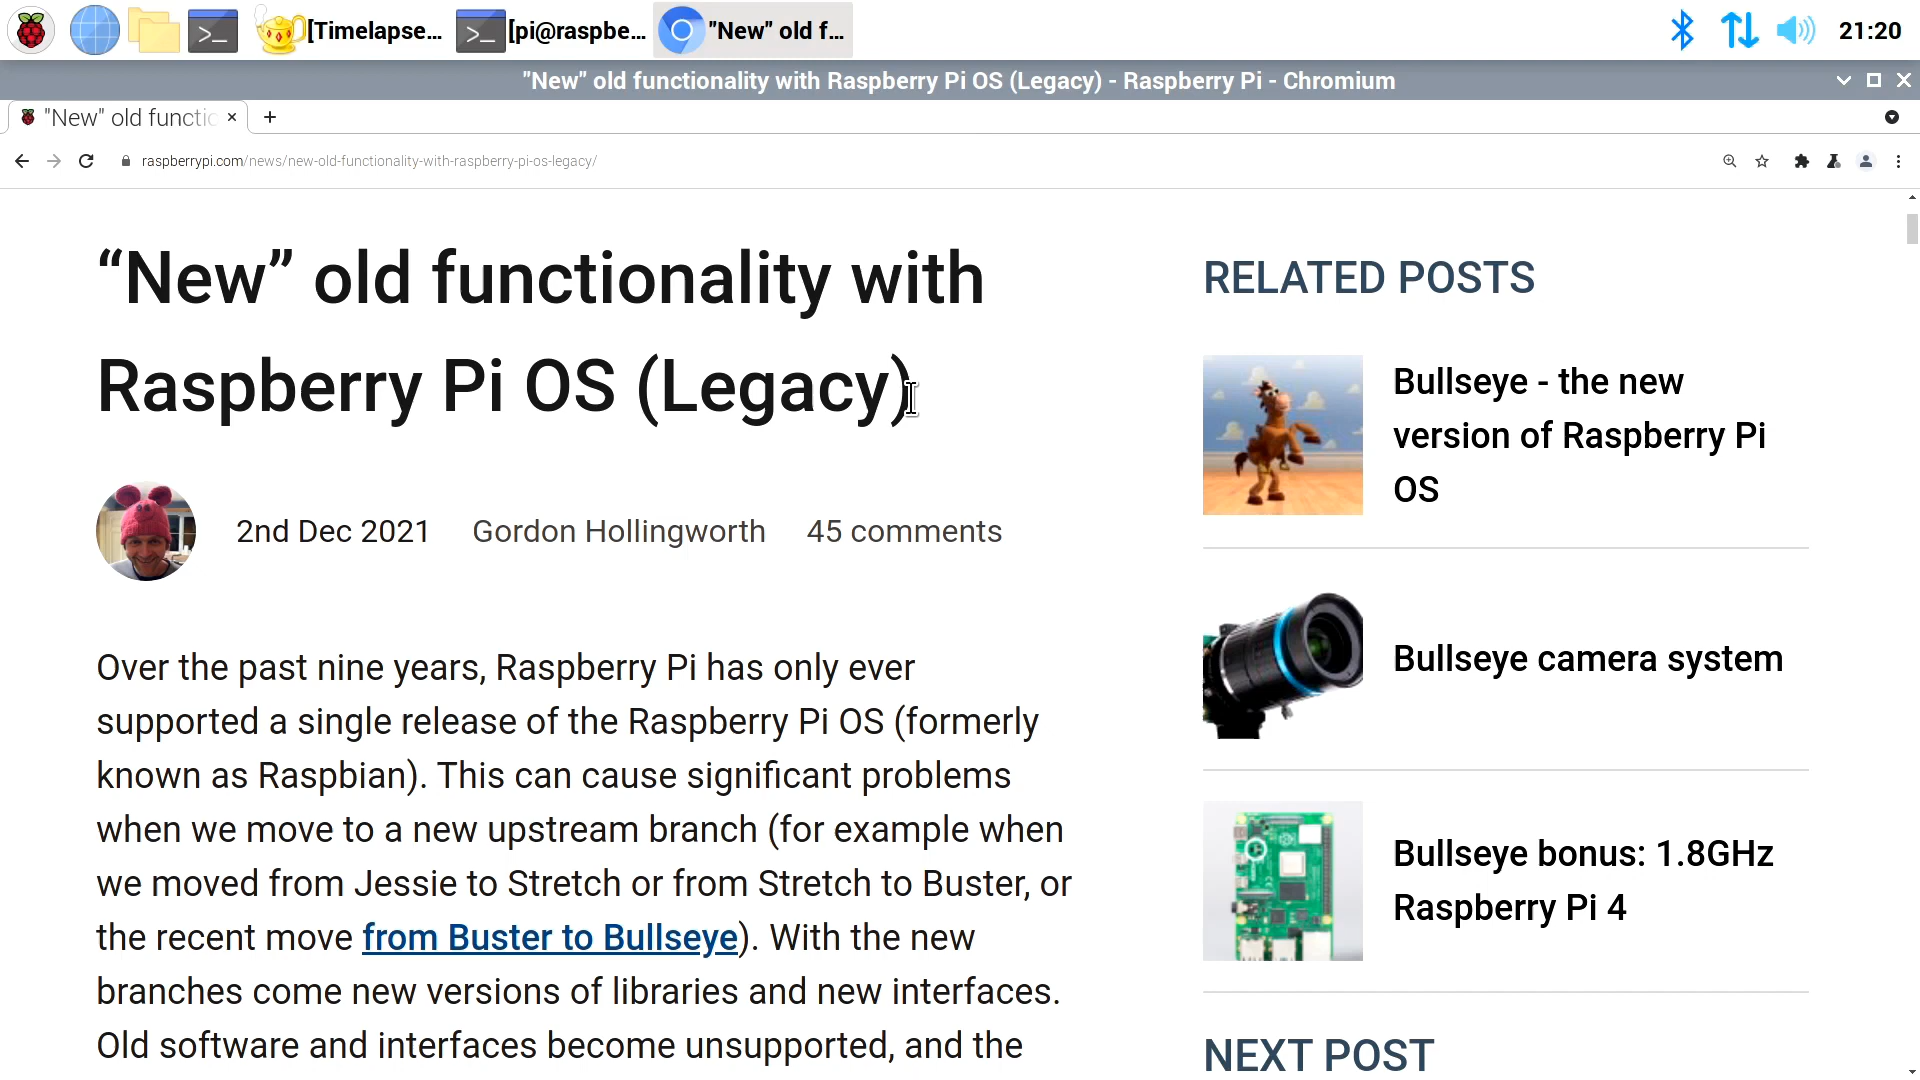 [Timelapse... [pi@raspbe... "New" old f... 21:20
"New" old functionality with Raspberry Pi OS (Legacy) - Raspberry Pi - Chromium
"New" old functio
raspberrypi.com/news/new-old-functionality-with-raspberry-pi-os-legacy/
“New” old functionality with
Raspberry Pi OS (Legacy)
2nd Dec 2021 Gordon Hollingworth 45 comments
Over the past nine years, Raspberry Pi has only ever
supported a single release of the Raspberry Pi OS (formerly
known as Raspbian). This can cause significant problems
when we move to a new upstream branch (for example when
we moved from Jessie to Stretch or from Stretch to Buster, or
the recent move from Buster to Bullseye). With the new
branches come new versions of libraries and new interfaces.
Old software and interfaces become unsupported, and the
RELATED POSTS
Bullseye - the new
version of Raspberry Pi
OS
Bullseye camera system
Bullseye bonus: 1.8GHz
Raspberry Pi 4
NEXT POST